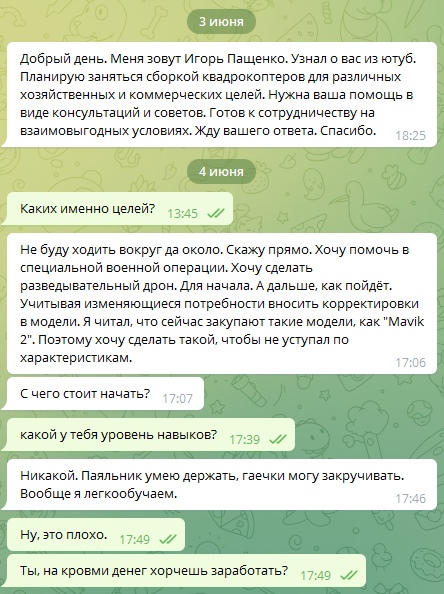 3 июня
Добрый день. Меня зовут Игорь Пащенко. Узнал о вас из ютуб.
Планирую заняться сборкой квадрокоптеров для различных
хозяйственных и коммерческих целей. Нужна ваша помощь в
виде консультаций и советов. Готов к сотрудничеству на
взаимовыгодных условиях. Жду вашего ответа. Спасибо. 18:25
4 июня
Каких именно целей? 13:45
Не буду ходить вокруг да около. Скажу прямо. Хочу помочь в
специальной военной операции. Хочу сделать
разведывательный дрон. Для начала. А дальше, как пойдёт.
Учитывая изменяющиеся потребности вносить корректировки
в модели. Я читал, что сейчас закупают такие модели, как "Mavik
2". Поэтому хочу сделать такой, чтобы не уступал по
характеристикам. 17:06
С чего стоит начать? 17:07
какой у тебя уровень навыков? 17:39
Никакой. Паяльник умею держать, гаечки могу закручивать.
Вообще я легкообучаем. 17:46
Ну, это плохо. 17:49
Ты, на кровми денег хорчешь заработать? 17:49